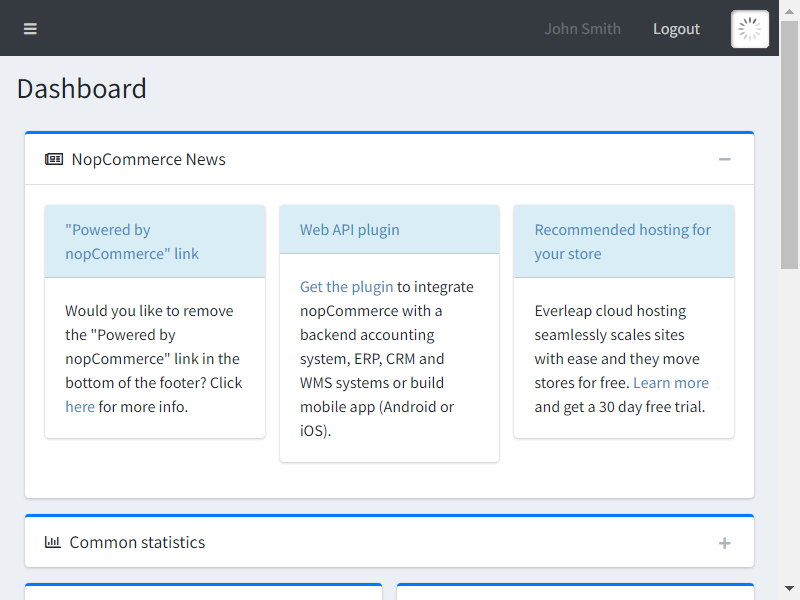 John Smith
Logout
Dashboard
NopCommerce News
"Powered by
nopCommerce" link
Would you like to remove
the "Powered by
nopCommerce" link in the
bottom of the footer? Click
here for more info.
Web API plugin
Get the plugin to integrate
nopCommerce with a
backend accounting
system, ERP, CRM and
WMS systems or build
mobile app (Android or
iOS).
Recommended hosting for
your store
Everleap cloud hosting
seamlessly scales sites
with ease and they move
stores for free. Learn more
and get a 30 day free trial.
Common statistics